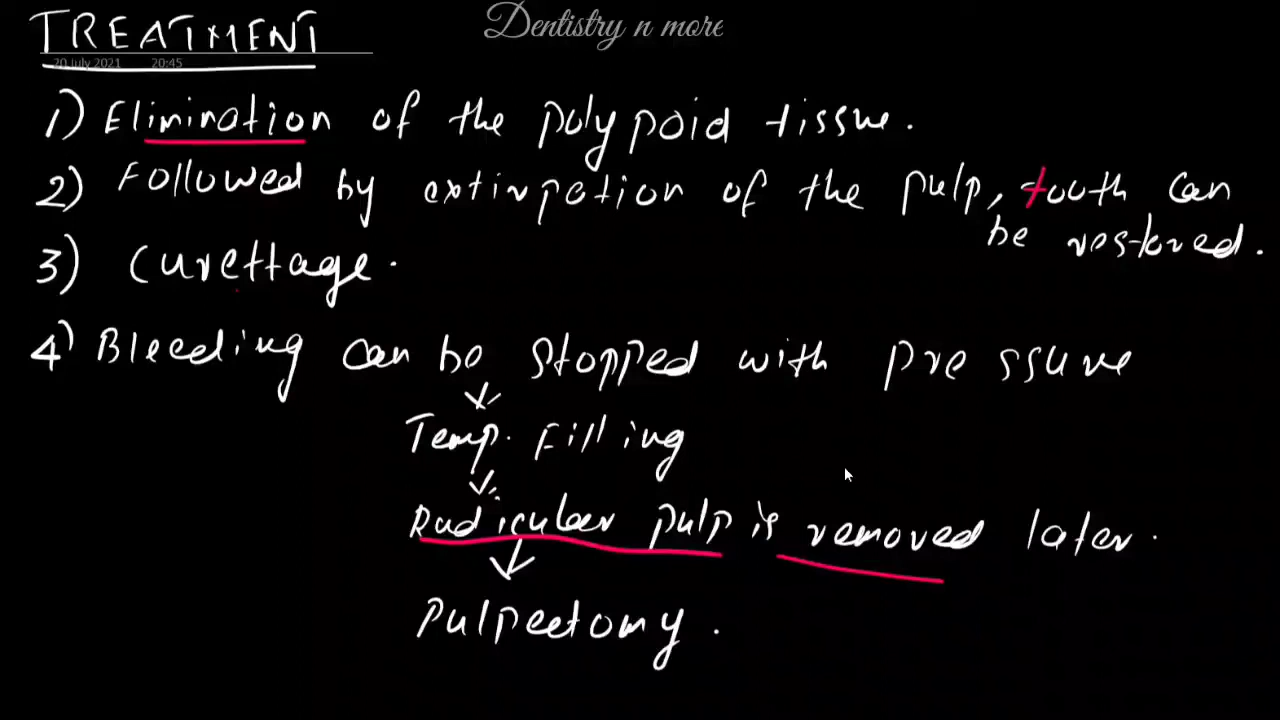 Dentistry n more
TREATMENT
20 July 2021 20:45
1) Elimination of the polypoid tissue.
2) Followed by extirpation of the pulp, tooth can
be restored.
3) Curettage.
4) Bleeding can be stopped with pressure
Temp. Filling
Radicular pulp is removed later.
Pulpectomy.